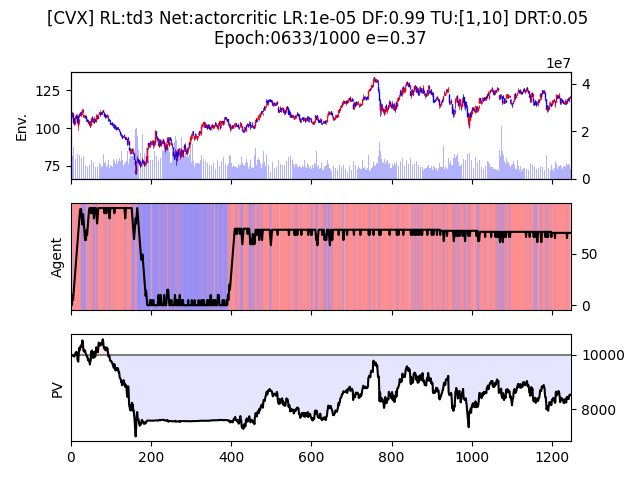 [CVX] RL:td3 Net:actorcritic LR:1e-05 DF:0.99 TU:[1,10] DRT:0.05
Epoch:0633/1000 e=0.37
1e7
125
100
75
Env.
4
2
0
Agent
50
0
PV
10000
8000
0 200 400 600 800 1000 1200